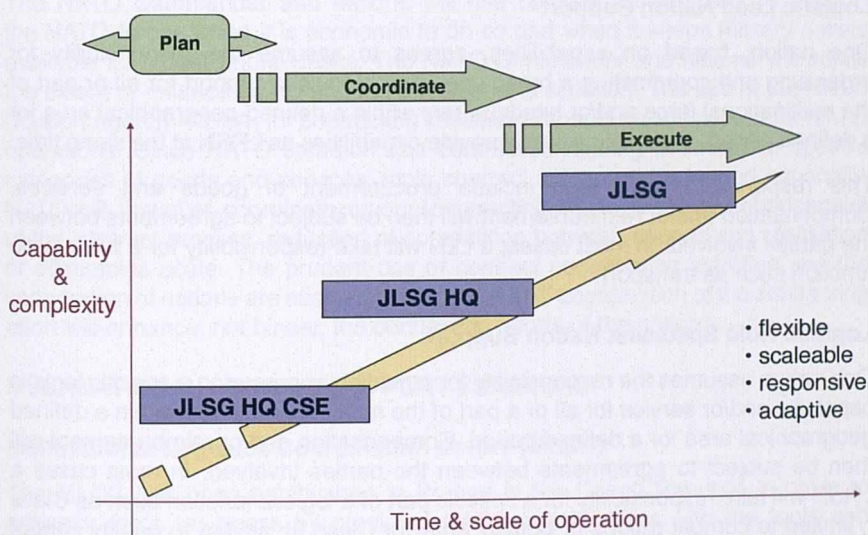 Plan
Coordinate
Execute
JLSG
Capability
&
complexity
JLSG HQ
• flexible
• scaleable
• responsive
• adaptive
JLSG HQ CSE
Time & scale of operation